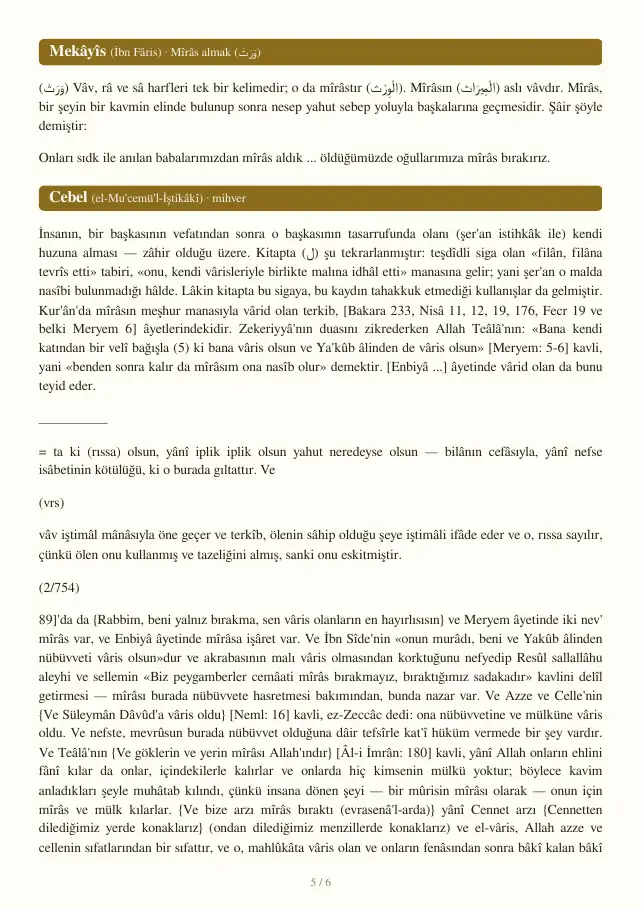 Mekâyîs (İbn Fâris) · Mîrâs almak (وَرَثَ)
(وَرَثَ) Vâv, râ ve sâ harfleri tek bir kelimedir; o da mîrâstır (الْوِرْث). Mîrâsın (الْمِيرَاث) aslı vâvdır. Mîrâs,
bir şeyin bir kavmin elinde bulunup sonra nesep yahut sebep yoluyla başkalarına geçmesidir. Şâir şöyle
demiştir:
Onları sıdk ile anılan babalarımızdan mîrâs aldık ... öldüğümüzde oğullarımıza mîrâs bırakırız.
Cebel (el-Mu'cemü'l-İştikâkî) · mihver
İnsanın, bir başkasının vefatından sonra o başkasının tasarrufunda olanı (şer'an istihkâk ile) kendi
huzuna alması — zâhir olduğu üzere. Kitapta (ل) şu tekrarlanmıştır: teşdîdli siga olan «filân, filâna
tevrîs etti» tabiri, «onu, kendi vârisleriyle birlikte malına idhâl etti» manasına gelir; yani şer'an o malda
nasîbi bulunmadığı hâlde. Lâkin kitapta bu sigaya, bu kaydın tahakkuk etmediği kullanışlar da gelmiştir.
Kur'ân'da mîrâsın meşhur manasıyla vârid olan terkib, [Bakara 233, Nisâ 11, 12, 19, 176, Fecr 19 ve
belki Meryem 6] âyetlerindekidir. Zekeriyyâ'nın duasını zikrederken Allah Teâlâ'nın: «Bana kendi
katından bir velî bağışla (5) ki bana vâris olsun ve Ya'kûb âlinden de vâris olsun» [Meryem: 5-6] kavli,
yani «benden sonra kalır da mîrâsım ona nasîb olur» demektir. [Enbiyâ ...] âyetinde vârid olan da bunu
teyid eder.
= ta ki (rıssa) olsun, yânî iplik iplik olsun yahut neredeyse olsun — bilânın cefâsıyla, yânî nefse
isâbetinin kötülüğü, ki o burada gıltattır. Ve
(vrs)
vâv iştimâl mânâsıyla öne geçer ve terkîb, ölenin sâhip olduğu şeye iştimâli ifâde eder ve o, rıssa sayılır,
çünkü ölen onu kullanmış ve tazeliğini almış, sanki onu eskitmiştir.
(2/754)
89]'da da {Rabbim, beni yalnız bırakma, sen vâris olanların en hayırlısısın} ve Meryem âyetinde iki nev'
mîrâs var, ve Enbiyâ âyetinde mîrâsa işâret var. Ve İbn Sîde'nin «onun murâdı, beni ve Yakûb âlinden
nübüvveti vâris olsun»dur ve akrabasının malı vâris olmasından korktuğunu nefyedip Resûl sallallâhu
aleyhi ve sellemin «Biz peygamberler cemâati mîrâs bırakmayız, bıraktığımız sadakadır» kavlini delîl
getirmesi — mîrâsı burada nübüvvete hasretmesi bakımından, bunda nazar var. Ve Azze ve Celle'nin
{Ve Süleymân Dâvûd'a vâris oldu} [Neml: 16] kavli, ez-Zeccâc dedi: ona nübüvvetine ve mülküne vâris
oldu. Ve nefste, mevrûsun burada nübüvvet olduğuna dâir tefsîrle kat'î hüküm vermede bir şey vardır.
Ve Teâlâ'nın {Ve göklerin ve yerin mîrâsı Allah'ındır} [Âl-i İmrân: 180] kavli, yânî Allah onların ehlini
fânî kılar da onlar, içindekilerle kalırlar ve onlarda hiç kimsenin mülkü yoktur; böylece kavim
anladıkları şeyle muhâtab kılındı, çünkü insana dönen şeyi — bir mûrisin mîrâsı olarak — onun için
mîrâs ve mülk kılarlar. {Ve bize arzı mîrâs bıraktı (evrasenâ'l-arda)} yânî Cennet arzı {Cennetten
dilediğimiz yerde konaklarız} (ondan dilediğimiz menzillerde konaklarız) ve el-vâris, Allah azze ve
cellenin sıfatlarından bir sıfattır, ve o, mahlûkâta vâris olan ve onların fenâsından sonra bâkî kalan bâkî
5 / 6